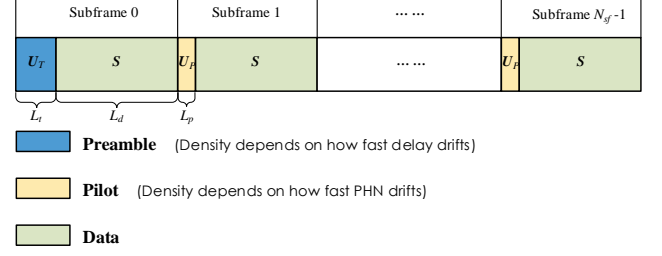 Subframe 0 Subframe 1 ... ... Subframe N_sf -1
U_T S U_P S ... ... U_P S
L_t L_d L_p
Preamble (Density depends on how fast delay drifts)
Pilot (Density depends on how fast PHN drifts)
Data